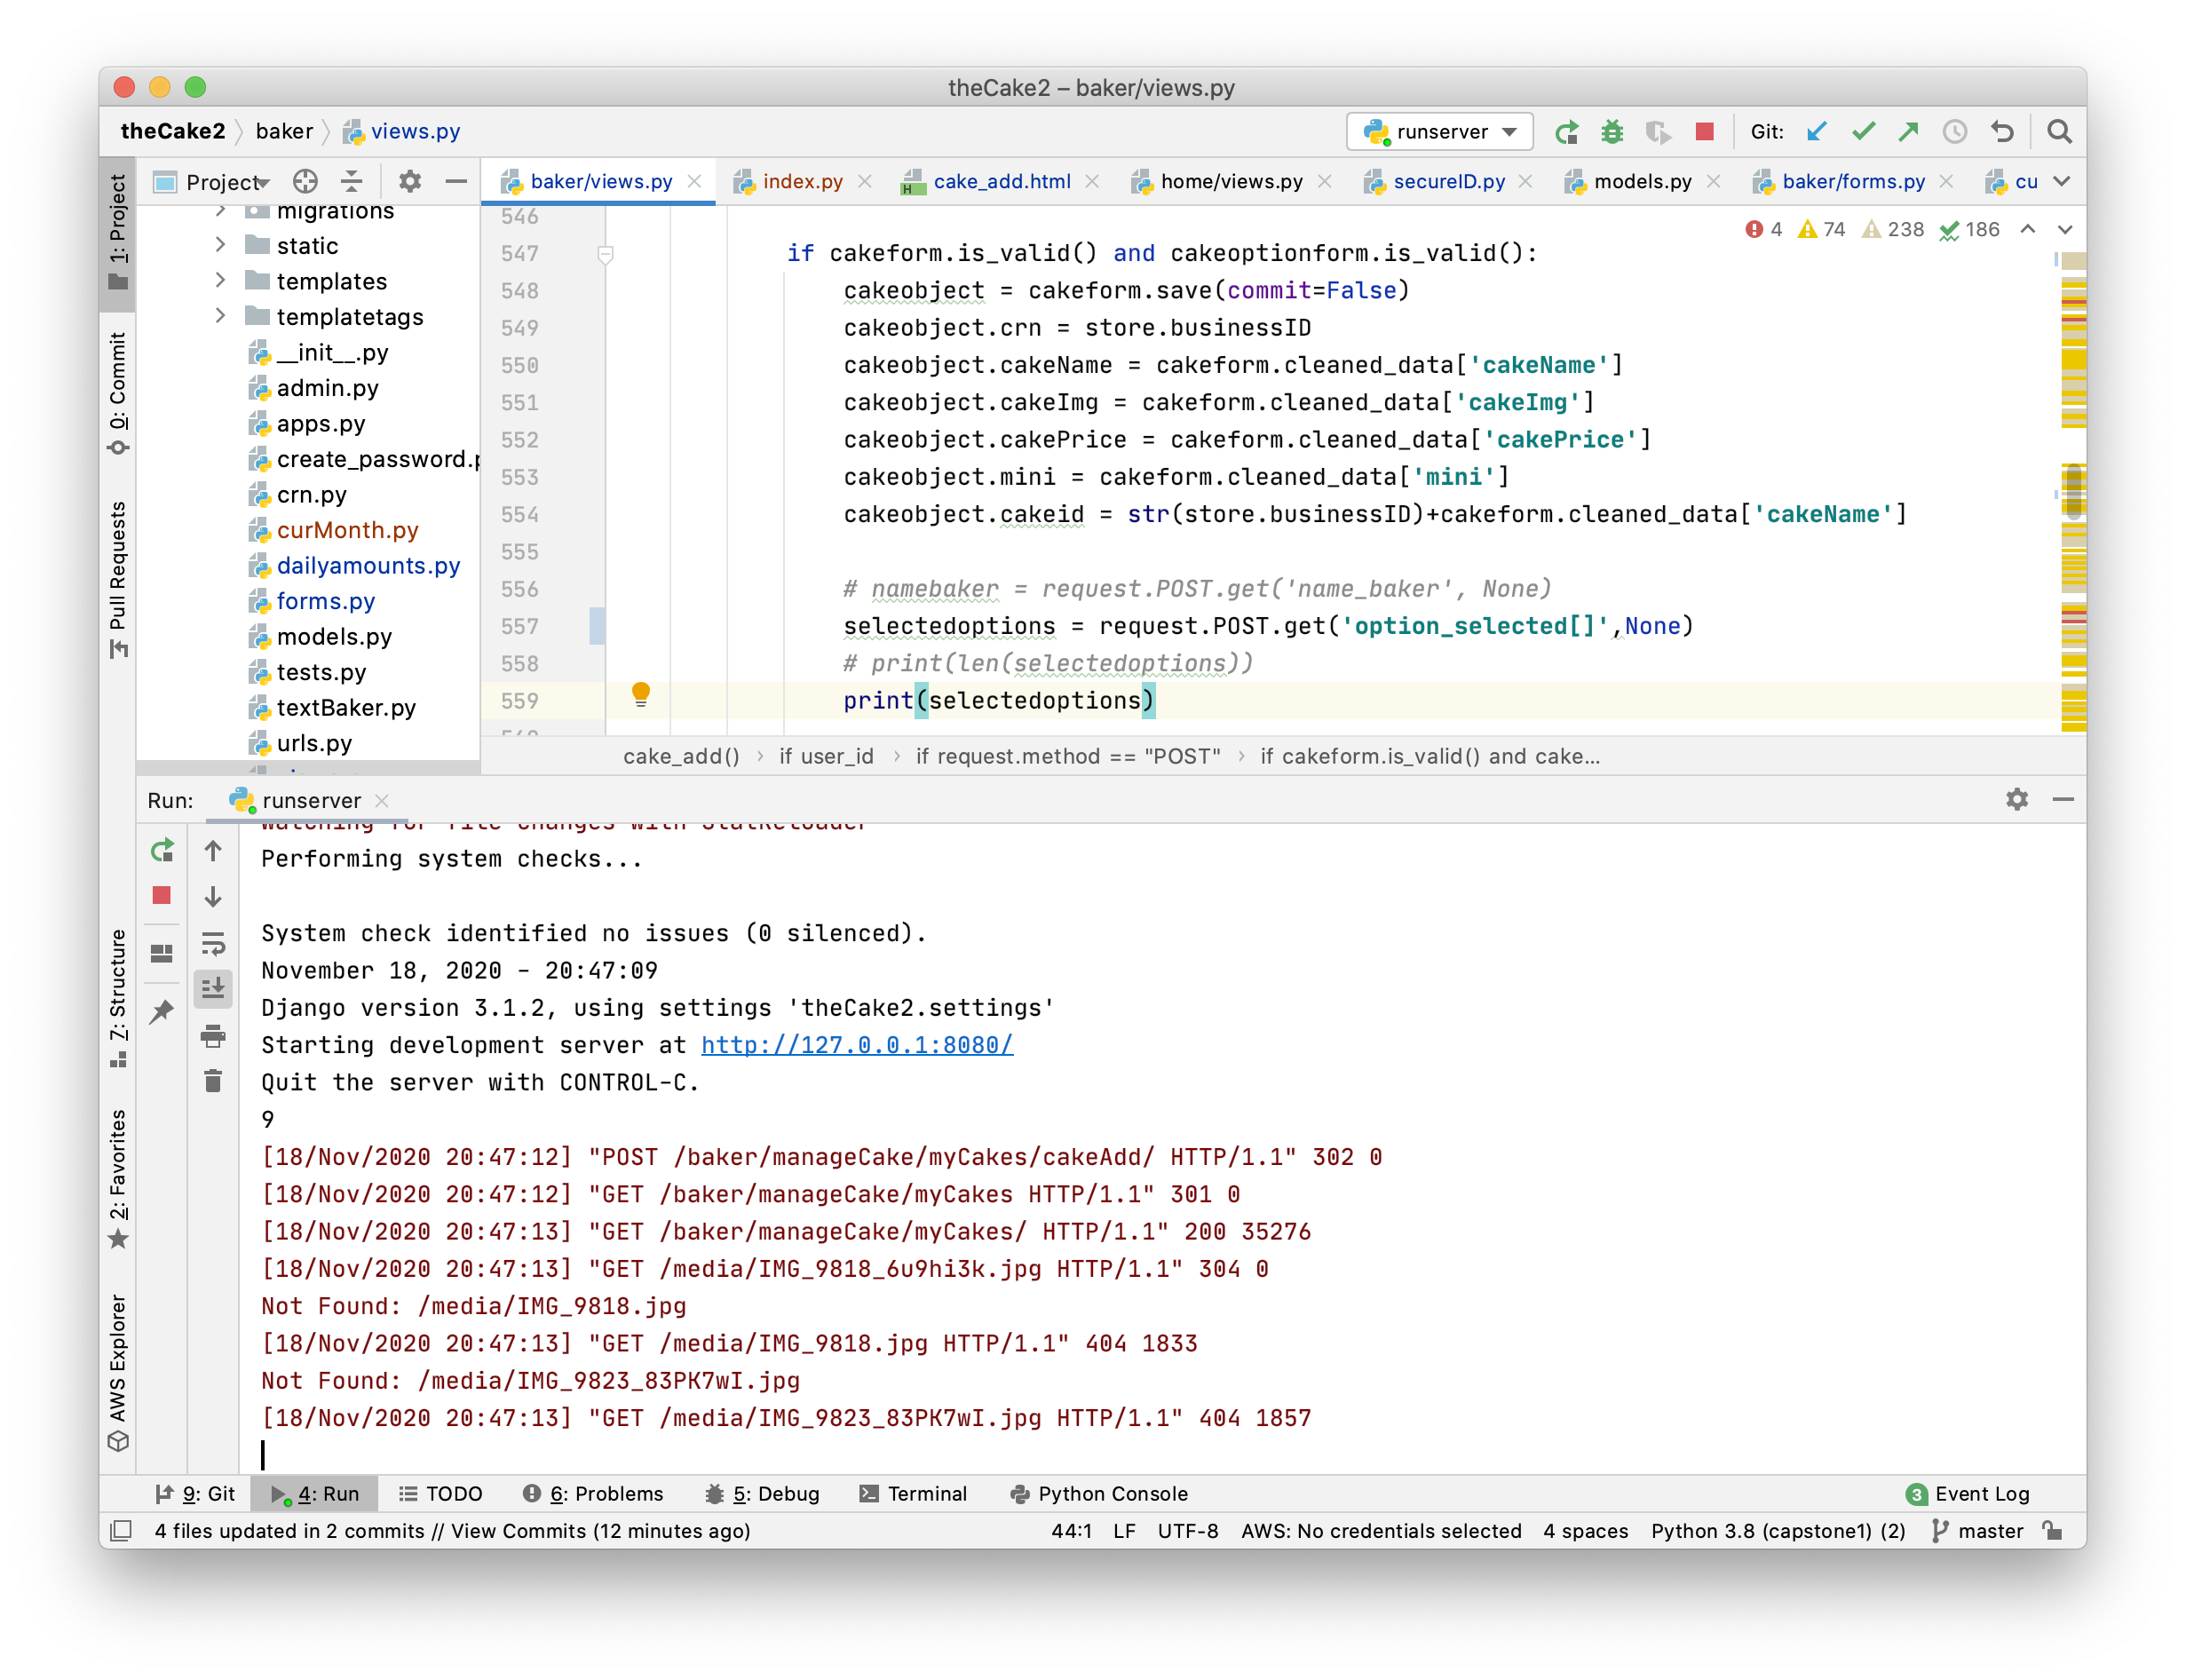 theCake2 – baker/views.py
theCake2 baker views.py runserver Git:
1: Project
0: Commit
Pull Requests
7: Structure
2: Favorites
AWS Explorer
Project
migrations
static
templates
templatetags
__init__.py
admin.py
apps.py
create_password.p
crn.py
curMonth.py
dailyamounts.py
forms.py
models.py
tests.py
textBaker.py
urls.py
baker/views.py index.py cake_add.html home/views.py secureID.py models.py baker/forms.py cu
4 74 238 186
546
547 if cakeform.is_valid() and cakeoptionform.is_valid():
548 cakeobject = cakeform.save(commit=False)
549 cakeobject.crn = store.businessID
550 cakeobject.cakeName = cakeform.cleaned_data['cakeName']
551 cakeobject.cakeImg = cakeform.cleaned_data['cakeImg']
552 cakeobject.cakePrice = cakeform.cleaned_data['cakePrice']
553 cakeobject.mini = cakeform.cleaned_data['mini']
554 cakeobject.cakeid = str(store.businessID)+cakeform.cleaned_data['cakeName']
555
556 # namebaker = request.POST.get('name_baker', None)
557 selectedoptions = request.POST.get('option_selected[]',None)
558 # print(len(selectedoptions))
559 print(selectedoptions)
cake_add() › if user_id › if request.method == "POST" › if cakeform.is_valid() and cake...
Run: runserver
Watching for file changes with StatReloader
Performing system checks...
System check identified no issues (0 silenced).
November 18, 2020 - 20:47:09
Django version 3.1.2, using settings 'theCake2.settings'
Starting development server at http://127.0.0.1:8080/
Quit the server with CONTROL-C.
9
[18/Nov/2020 20:47:12] "POST /baker/manageCake/myCakes/cakeAdd/ HTTP/1.1" 302 0
[18/Nov/2020 20:47:12] "GET /baker/manageCake/myCakes HTTP/1.1" 301 0
[18/Nov/2020 20:47:13] "GET /baker/manageCake/myCakes/ HTTP/1.1" 200 35276
[18/Nov/2020 20:47:13] "GET /media/IMG_9818_6u9hi3k.jpg HTTP/1.1" 304 0
Not Found: /media/IMG_9818.jpg
[18/Nov/2020 20:47:13] "GET /media/IMG_9818.jpg HTTP/1.1" 404 1833
Not Found: /media/IMG_9823_83PK7wI.jpg
[18/Nov/2020 20:47:13] "GET /media/IMG_9823_83PK7wI.jpg HTTP/1.1" 404 1857
9: Git 4: Run TODO 6: Problems 5: Debug Terminal Python Console 3 Event Log
4 files updated in 2 commits // View Commits (12 minutes ago) 44:1 LF UTF-8 AWS: No credentials selected 4 spaces Python 3.8 (capstone1) (2) master